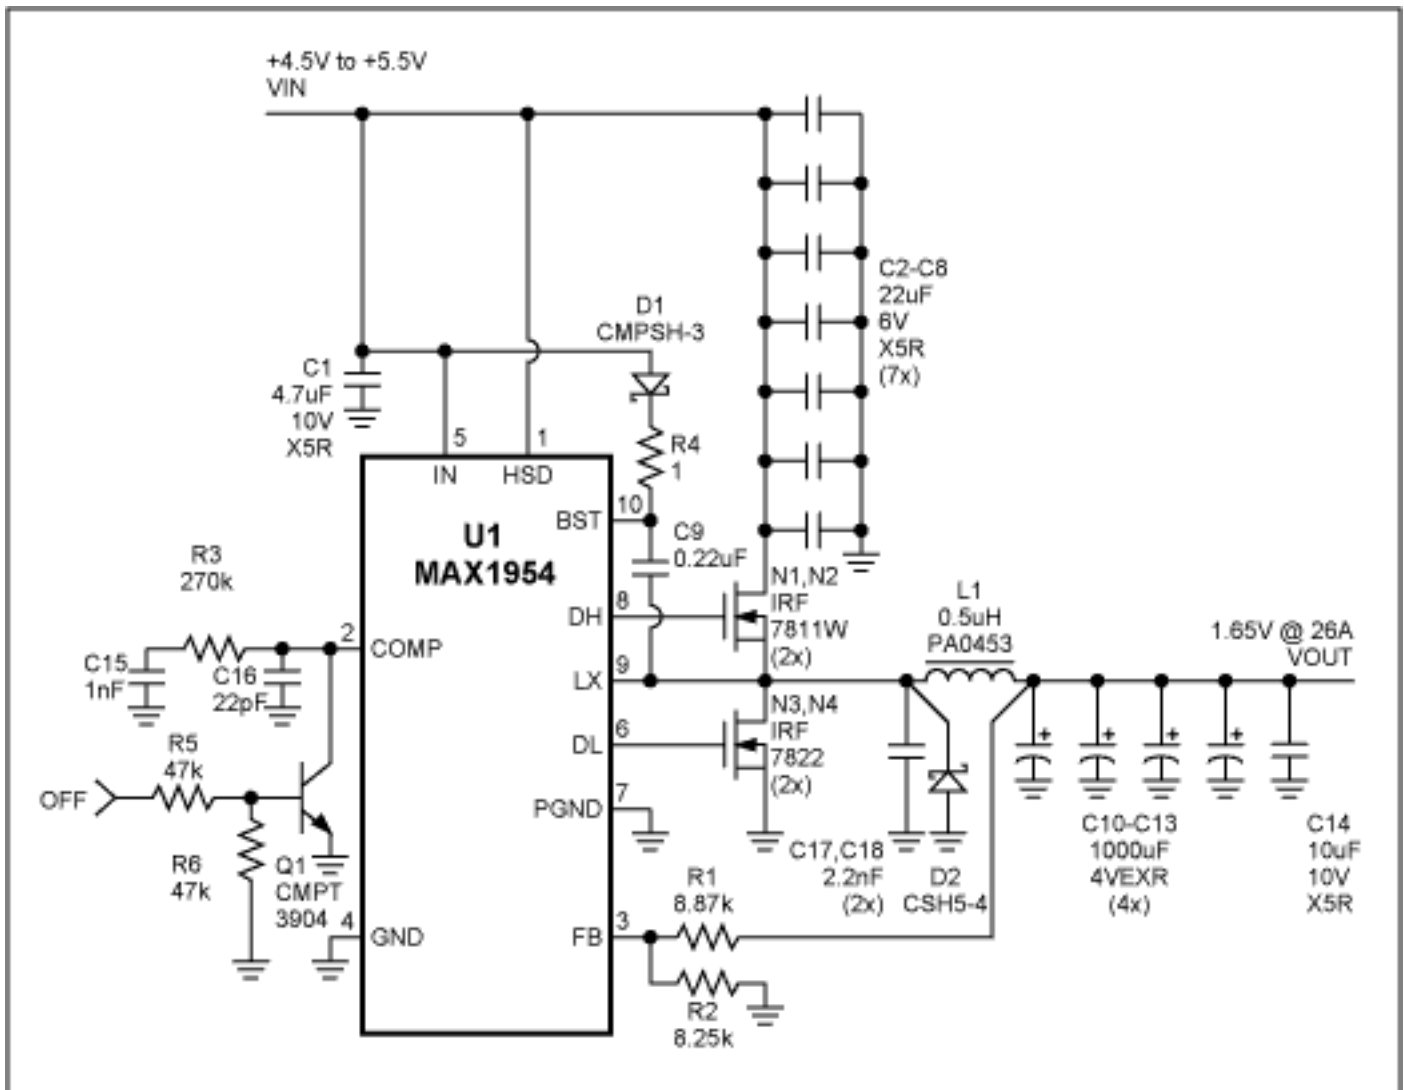 +4.5V to +5.5V
VIN
C2-C8
22uF
6V
X5R
(7x)
D1
CMPSH-3
C1
4.7uF
10V
X5R
5
1
R4
1
IN
HSD
10
BST
U1
MAX1954
C9
0.22uF
R3
270k
N1,N2
IRF
7811W
(2x)
L1
0.5uH
PA0453
8
DH
2
COMP
1.65V @ 26A
VOUT
C15
1nF
C16
22pF
9
LX
N3,N4
IRF
7822
(2x)
6
DL
R5
47k
OFF
7
PGND
+
+
+
+
R6
47k
Q1
CMPT
3904
C17,C18
2.2nF
(2x)
D2
CSH5-4
C10-C13
1000uF
4VEXR
(4x)
C14
10uF
10V
X5R
R1
8.87k
4
GND
3
FB
R2
8.25k